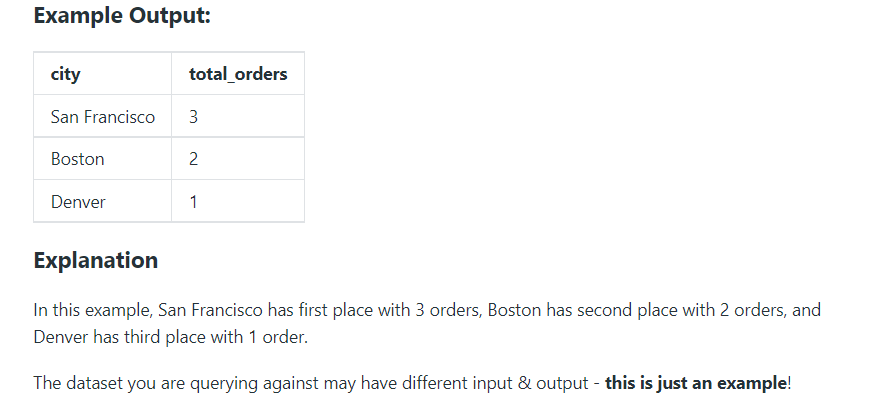 Example Output:
city total_orders
San Francisco 3
Boston 2
Denver 1
Explanation
In this example, San Francisco has first place with 3 orders, Boston has second place with 2 orders, and
Denver has third place with 1 order.
The dataset you are querying against may have different input & output - this is just an example!